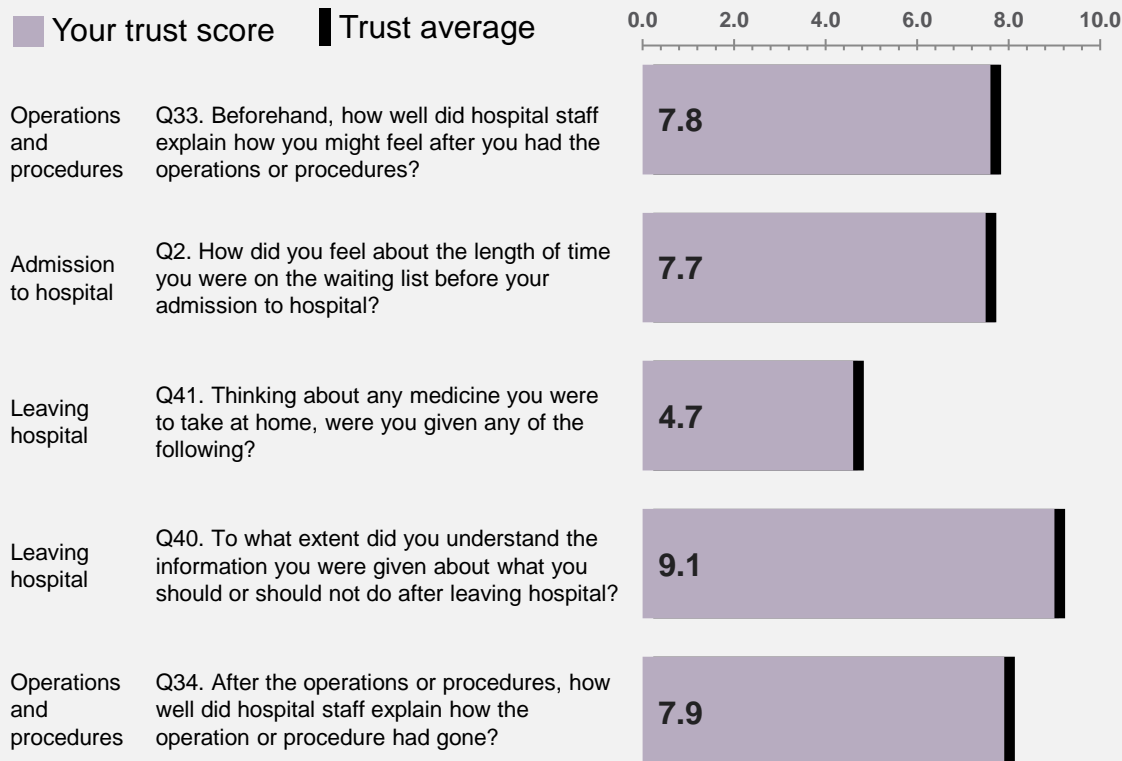 Your trust score
Trust average
0.0 2.0 4.0 6.0 8.0 10.0
Operations
and
procedures
Q33. Beforehand, how well did hospital staff
explain how you might feel after you had the
operations or procedures?
7.8
Admission
to hospital
Q2. How did you feel about the length of time
you were on the waiting list before your
admission to hospital?
7.7
Leaving
hospital
Q41. Thinking about any medicine you were
to take at home, were you given any of the
following?
4.7
Leaving
hospital
Q40. To what extent did you understand the
information you were given about what you
should or should not do after leaving hospital?
9.1
Operations
and
procedures
Q34. After the operations or procedures, how
well did hospital staff explain how the
operation or procedure had gone?
7.9